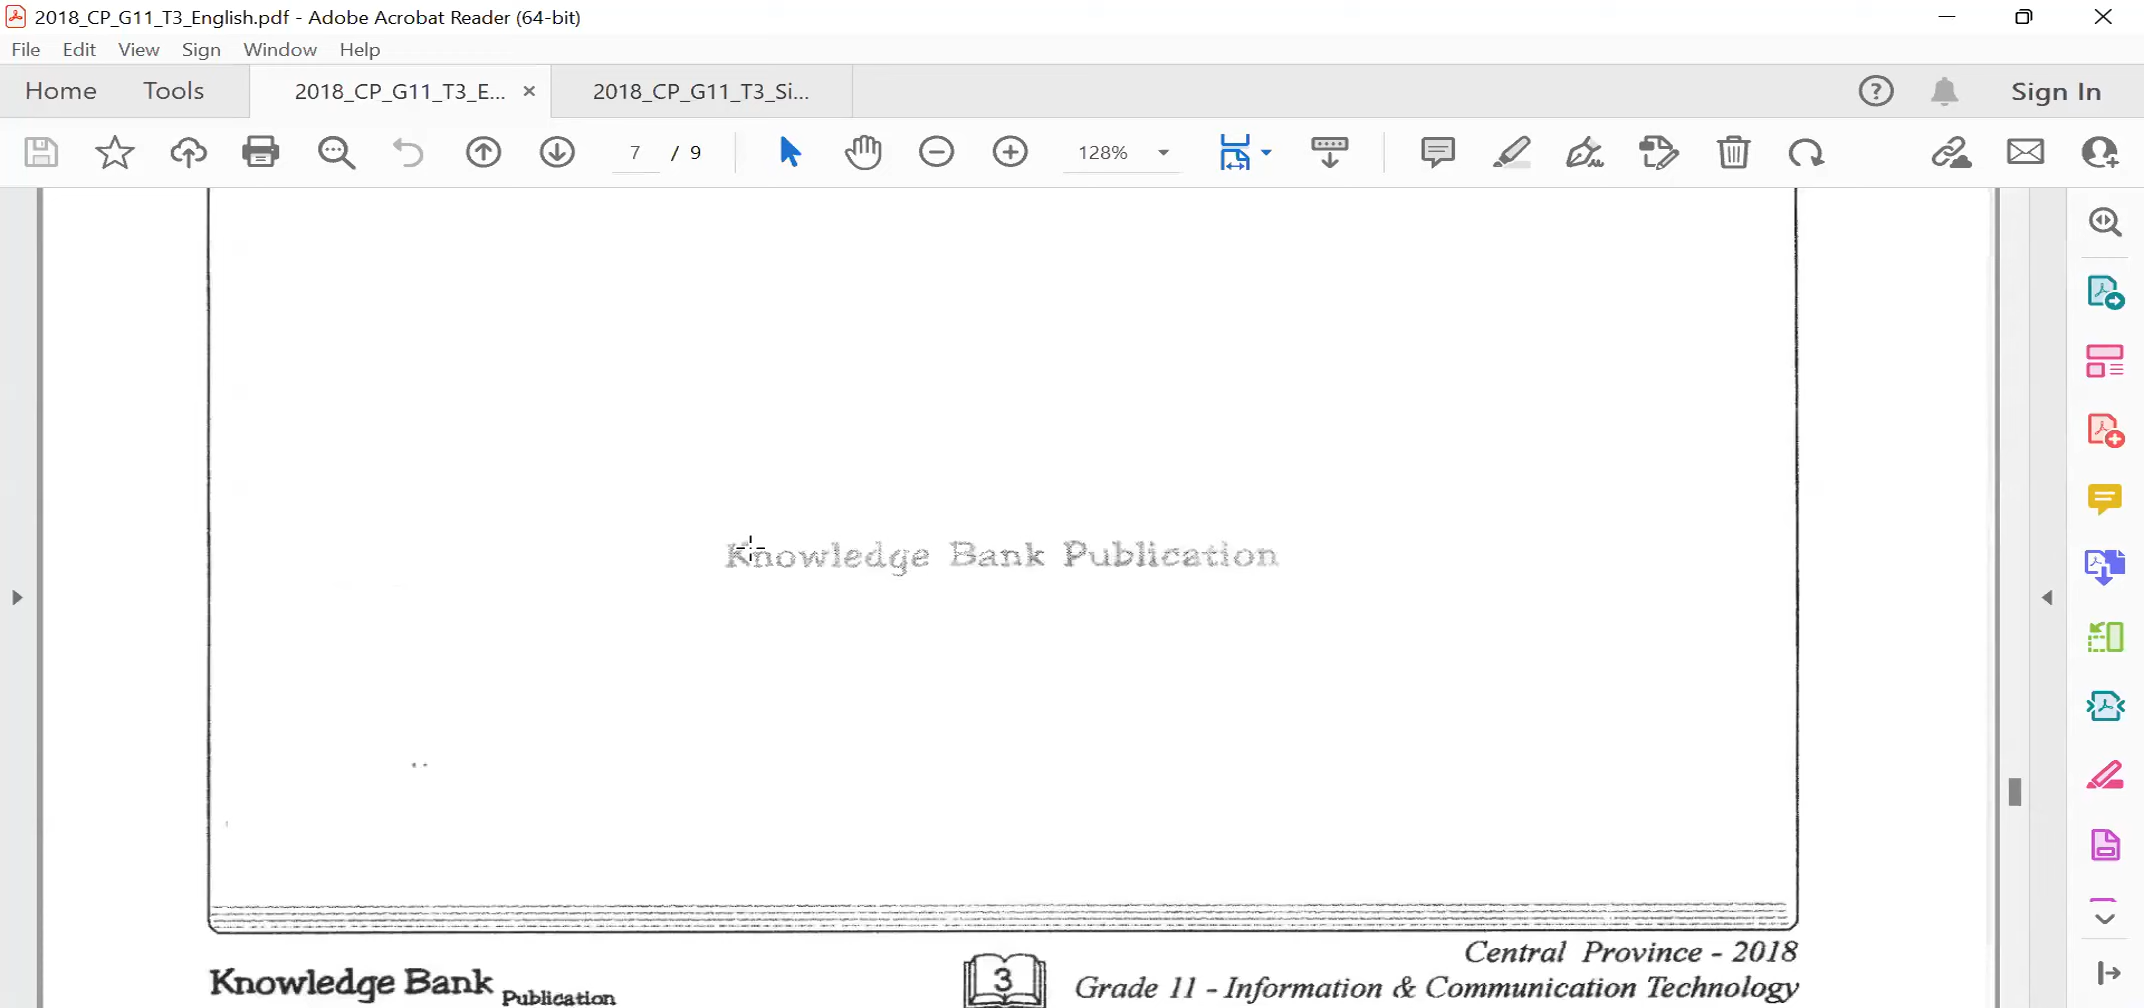 2018_CP_G11_T3_English.pdf - Adobe Acrobat Reader (64-bit)
File Edit View Sign Window Help
Home Tools 2018_CP_G11_T3_E... 2018_CP_G11_T3_Si... Sign In
7 / 9 128%
Knowledge Bank Publication
Central Province - 2018
Knowledge Bank Publication 3 Grade 11 - Information & Communication Technology